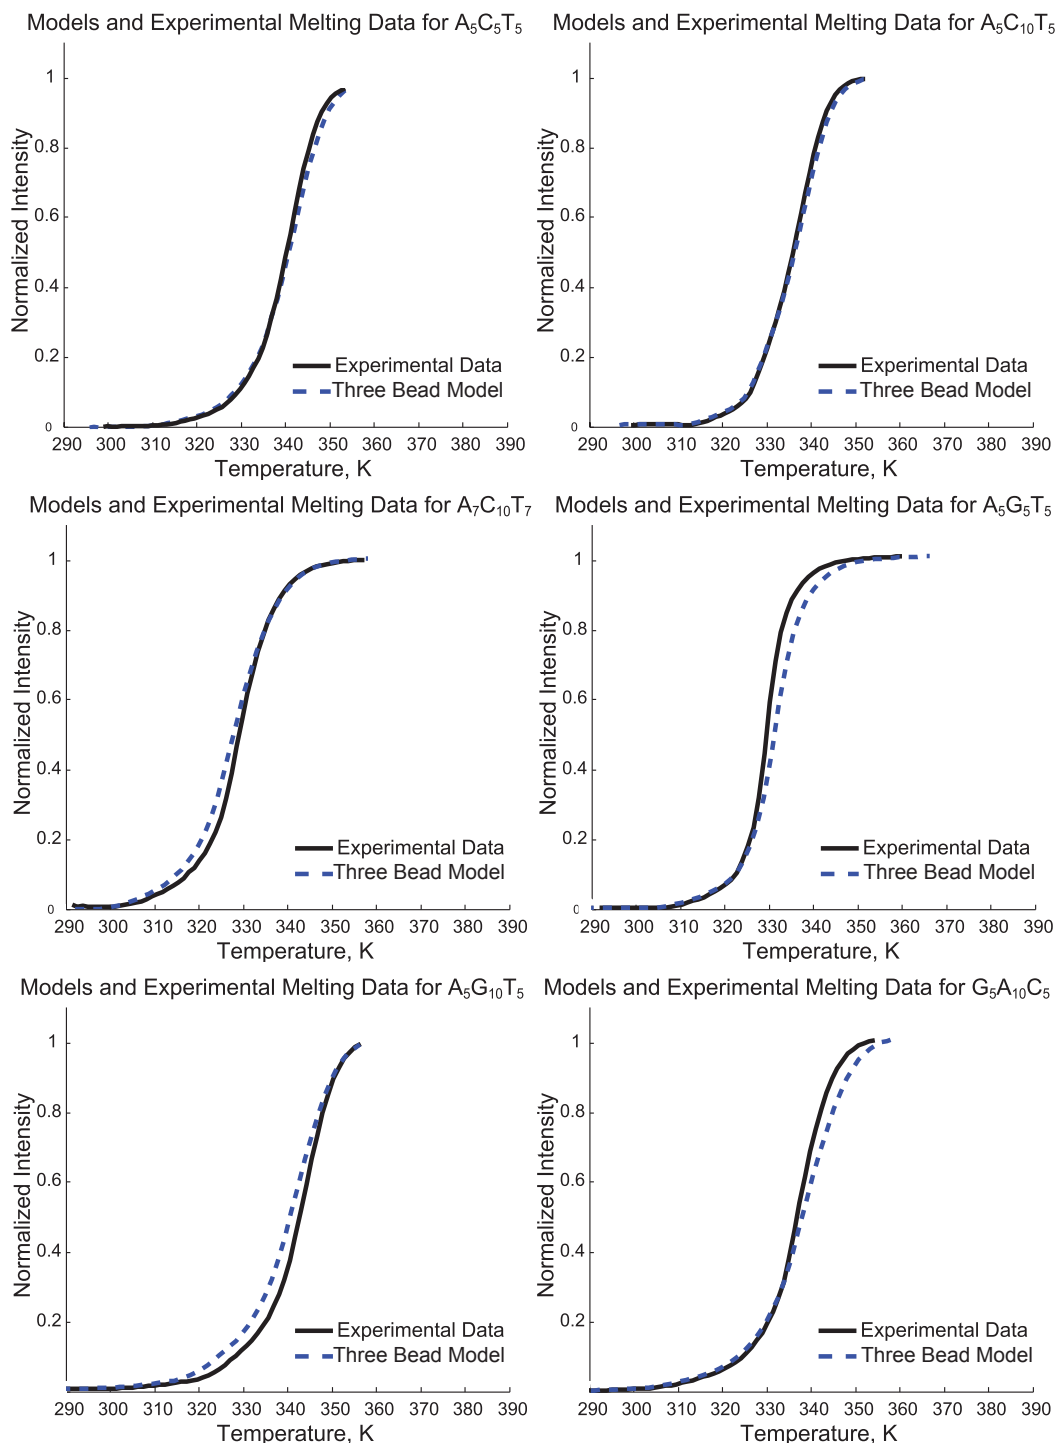 Models and Experimental Melting Data for A₅C₅T₅
1
0.8
0.6
0.4
0.2
0
Normalized Intensity
Experimental Data
Three Bead Model
290 300 310 320 330 340 350 360 370 380 390
Temperature, K
Models and Experimental Melting Data for A₅C₁₀T₅
1
0.8
0.6
0.4
0.2
0
Normalized Intensity
Experimental Data
Three Bead Model
290 300 310 320 330 340 350 360 370 380 390
Temperature, K
Models and Experimental Melting Data for A₇C₁₀T₇
1
0.8
0.6
0.4
0.2
0
Normalized Intensity
Experimental Data
Three Bead Model
290 300 310 320 330 340 350 360 370 380 390
Temperature, K
Models and Experimental Melting Data for A₅G₅T₅
1
0.8
0.6
0.4
0.2
0
Normalized Intensity
Experimental Data
Three Bead Model
290 300 310 320 330 340 350 360 370 380 390
Temperature, K
Models and Experimental Melting Data for A₅G₁₀T₅
1
0.8
0.6
0.4
0.2
Normalized Intensity
Experimental Data
Three Bead Model
290 300 310 320 330 340 350 360 370 380 390
Temperature, K
Models and Experimental Melting Data for G₅A₁₀C₅
1
0.8
0.6
0.4
0.2
Normalized Intensity
Experimental Data
Three Bead Model
290 300 310 320 330 340 350 360 370 380 390
Temperature, K